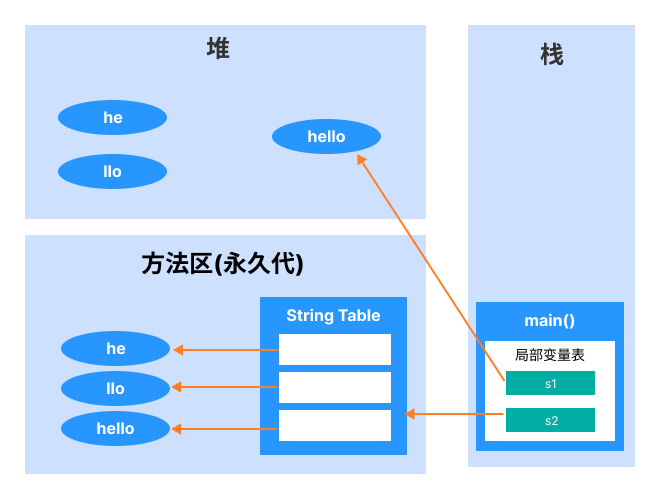 堆
he
llo
hello
方法区(永久代)
String Table
he
llo
hello
栈
main()
局部变量表
s1
s2